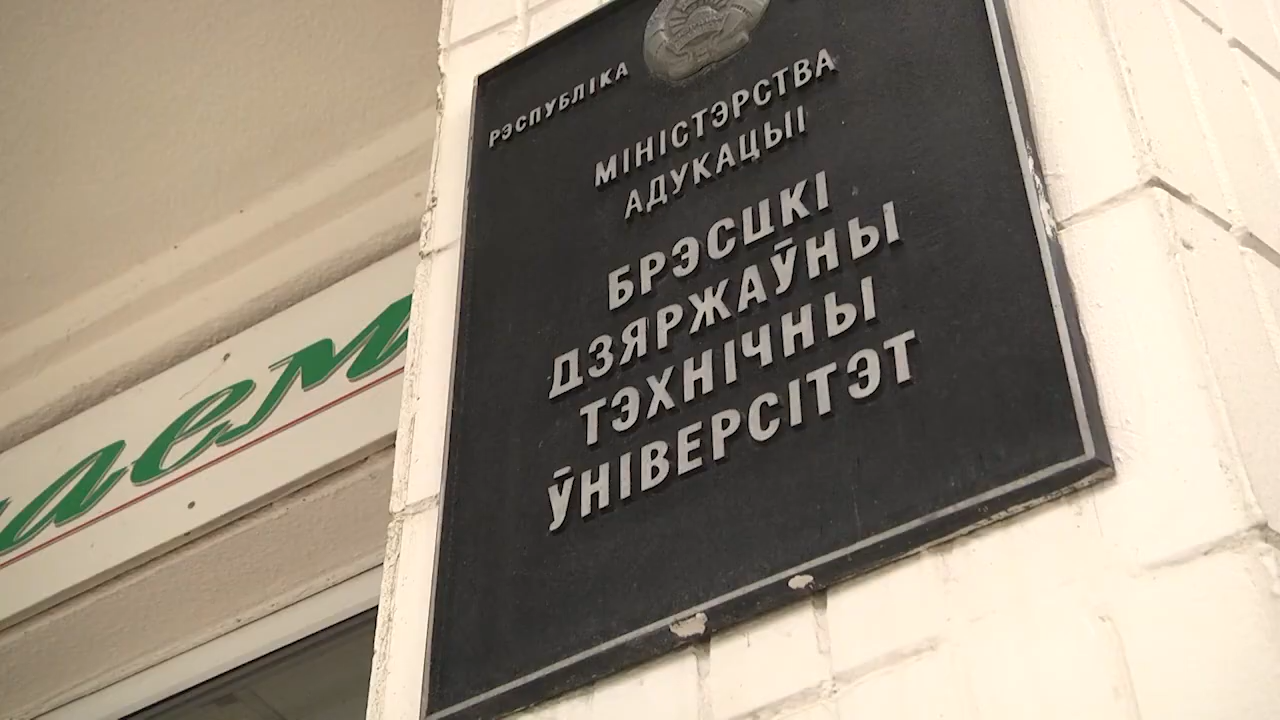 РЭСПУБЛІКА
МІНІСТЭРСТВА
АДУКАЦЫІ
БРЭСЦКІ
ДЗЯРЖАЎНЫ
ТЭХНІЧНЫ
ЎНІВЕРСІТЭТ